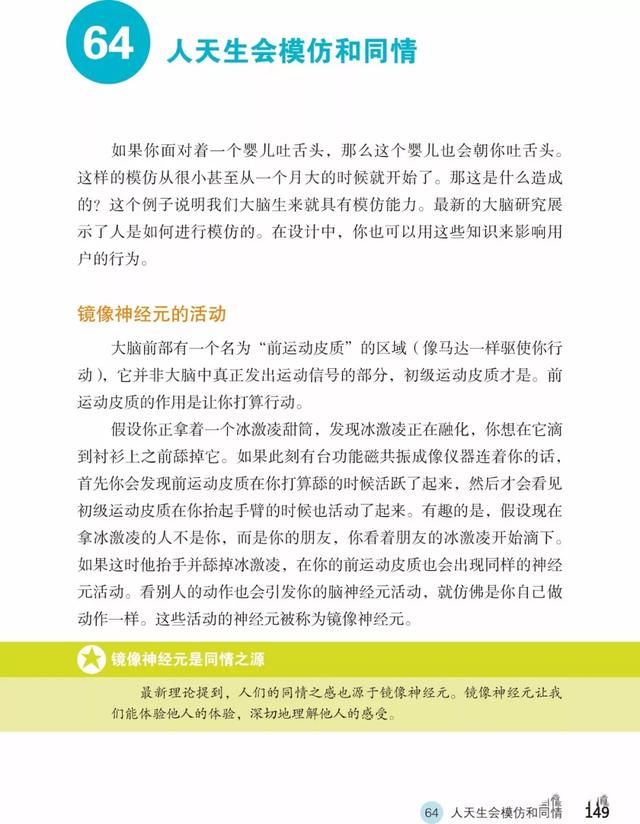 64
人天生会模仿和同情
如果你面对着一个婴儿吐舌头，那么这个婴儿也会朝你吐舌头。
这样的模仿从很小甚至从一个月大的时候就开始了。那这是什么造成
的？这个例子说明我们大脑生来就具有模仿能力。最新的大脑研究展
示了人是如何进行模仿的。在设计中，你也可以用这些知识来影响用
户的行为。
镜像神经元的活动
大脑前部有一个名为“前运动皮质”的区域（像马达一样驱使你行
动），它并非大脑中真正发出运动信号的部分，初级运动皮质才是。前
运动皮质的作用是让你打算行动。
假设你正拿着一个冰激凌甜筒，发现冰激凌正在融化，你想在它滴
到衬衫上之前舔掉它。如果此刻有台功能磁共振成像仪器连着你的话，
首先你会发现前运动皮质在你打算舔的时候活跃了起来，然后才会看见
初级运动皮质在你抬起手臂的时候也活动了起来。有趣的是，假设现在
拿冰激凌的人不是你，而是你的朋友，你看着朋友的冰激凌开始滴下。
如果这时他抬手并舔掉冰激凌，在你的前运动皮质也会出现同样的神经
元活动。看别人的动作也会引发你的脑神经元活动，就仿佛是你自己做
动作一样。这些活动的神经元被称为镜像神经元。
镜像神经元是同情之源
最新理论提到，人们的同情之感也源于镜像神经元。镜像神经元让我
们能体验他人的体验，深切地理解他人的感受。
64 人天生会模仿和同情 149